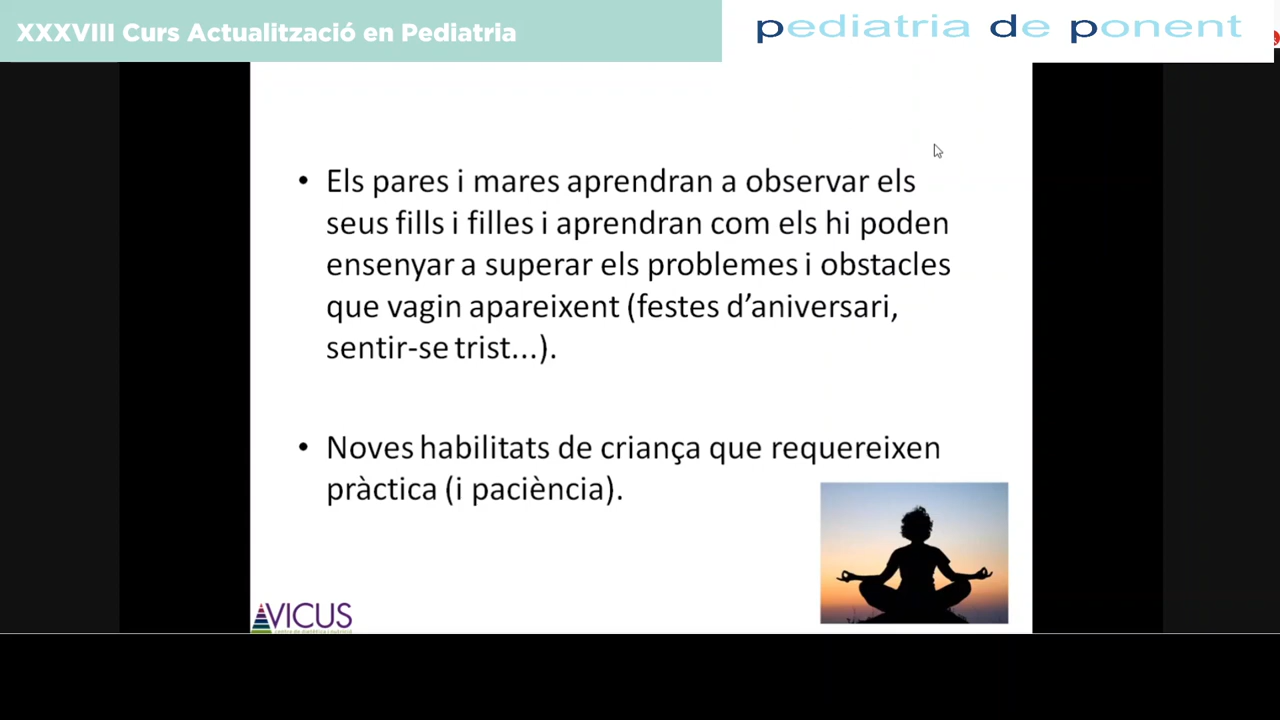 XXXVIII Curs Actualització en Pediatria
pediatria de ponent
• Els pares i mares aprendran a observar els
seus fills i filles i aprendran com els hi poden
ensenyar a superar els problemes i obstacles
que vagin apareixent (festes d’aniversari,
sentir-se trist...).
• Noves habilitats de criança que requereixen
pràctica (i paciència).
VICUS